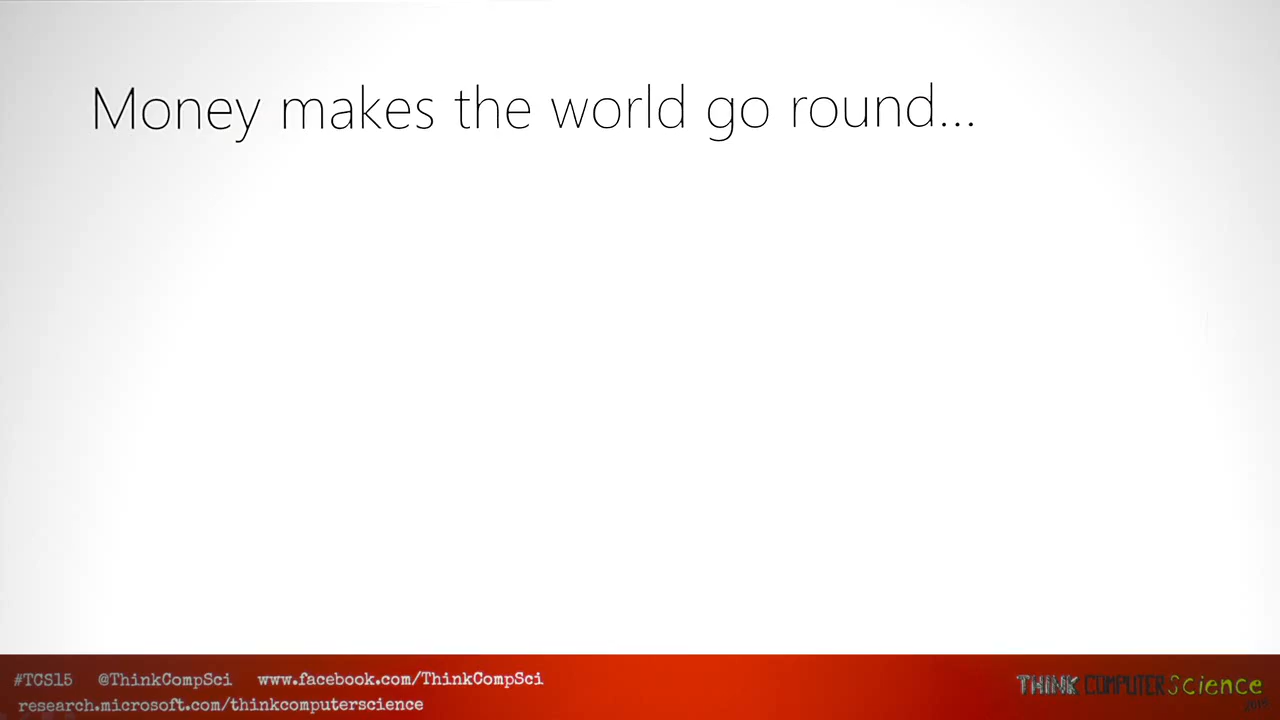 Money makes the world go round...
#TCS15 @ThinkCompSci www.facebook.com/ThinkCompSci
research.microsoft.com/thinkcomputerscience
THINK COMPUTER SCience
2015